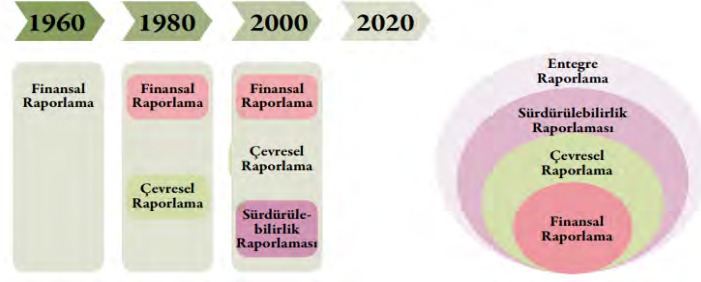 1960
1980
2000
2020
Finansal
Raporlama
Finansal
Raporlama
Çevresel
Raporlama
Finansal
Raporlama
Çevresel
Raporlama
Sürdürüle-
bilirlik
Raporlaması
Entegre
Raporlama
Sürdürülebilirlik
Raporlaması
Çevresel
Raporlama
Finansal
Raporlama